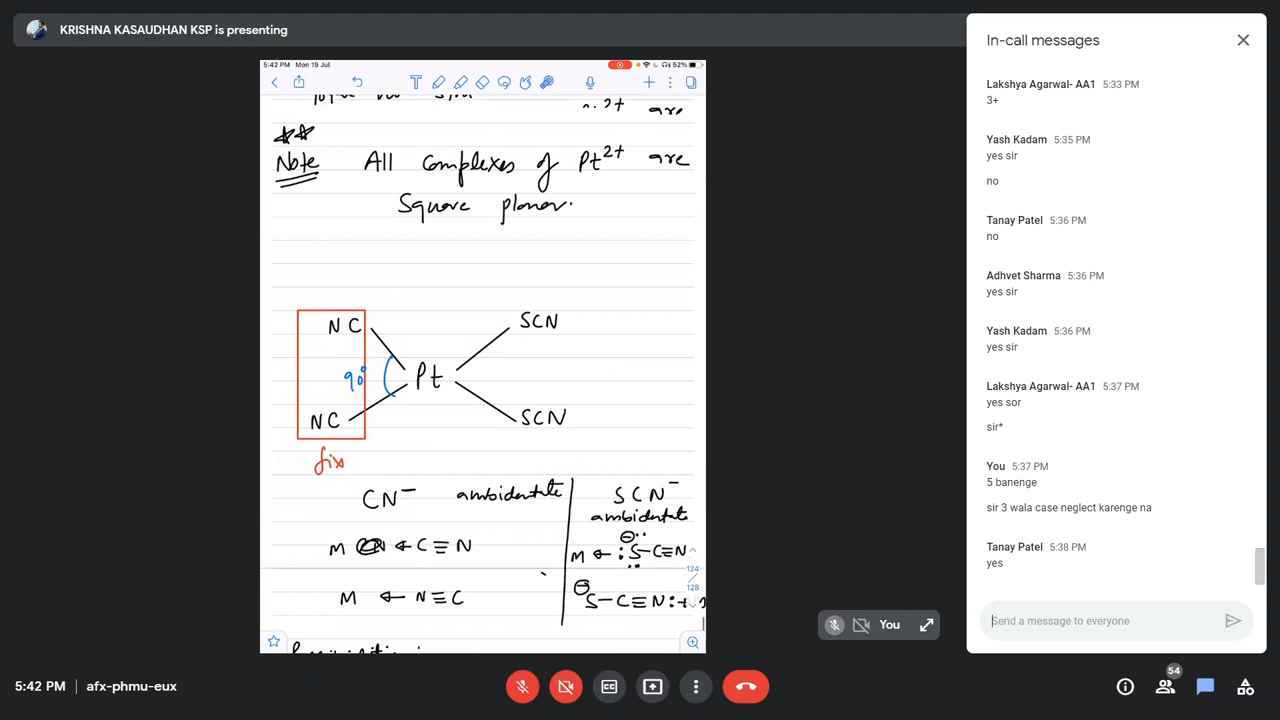 KRISHNA KASAUDHAN KSP is presenting
5:42 PM Mon 19 Jul
52%
T
2+ are
Note All complexes of Pt2+ are
Square planar.
NC
SCN
90°
Pt
NC
SCN
fix
CN− ambidentate
SCN−
ambidentate
M ← C≡N
M ← :S−C≡N
M ← N≡C
S−C≡N:
124
128
In-call messages
Lakshya Agarwal- AA1 5:33 PM
3+
Yash Kadam 5:35 PM
yes sir
no
Tanay Patel 5:36 PM
no
Adhvet Sharma 5:36 PM
yes sir
Yash Kadam 5:36 PM
yes sir
Lakshya Agarwal- AA1 5:37 PM
yes sor
sir*
You 5:37 PM
5 banenge
sir 3 wala case neglect karenge na
Tanay Patel 5:38 PM
yes
Send a message to everyone
You
5:42 PM | afx-phmu-eux
54